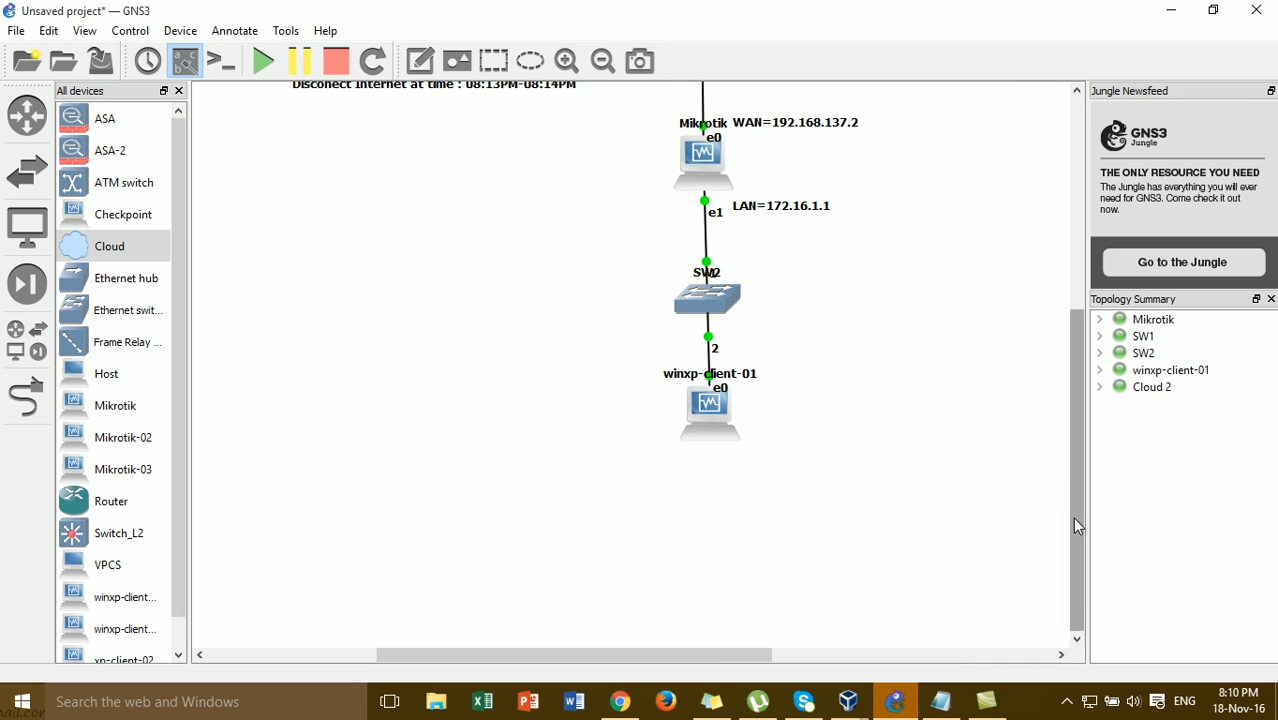 Unsaved project* — GNS3
File Edit View Control Device Annotate Tools Help
All devices
ASA
ASA-2
ATM switch
Checkpoint
Cloud
Ethernet hub
Ethernet swit...
Frame Relay ...
Host
Mikrotik
Mikrotik-02
Mikrotik-03
Router
Switch_L2
VPCS
winxp-client...
winxp-client...
xp-client-02
Disconect Internet at time : 08:13PM-08:14PM
Mikrotik WAN=192.168.137.2
e0
e1 LAN=172.16.1.1
SW2
2
winxp-client-01
e0
Jungle Newsfeed
GNS3
Jungle
THE ONLY RESOURCE YOU NEED
The Jungle has everything you will ever
need for GNS3. Come check it out
now.
Go to the Jungle
Topology Summary
Mikrotik
SW1
SW2
winxp-client-01
Cloud 2
Search the web and Windows
ENG
8:10 PM
18-Nov-16